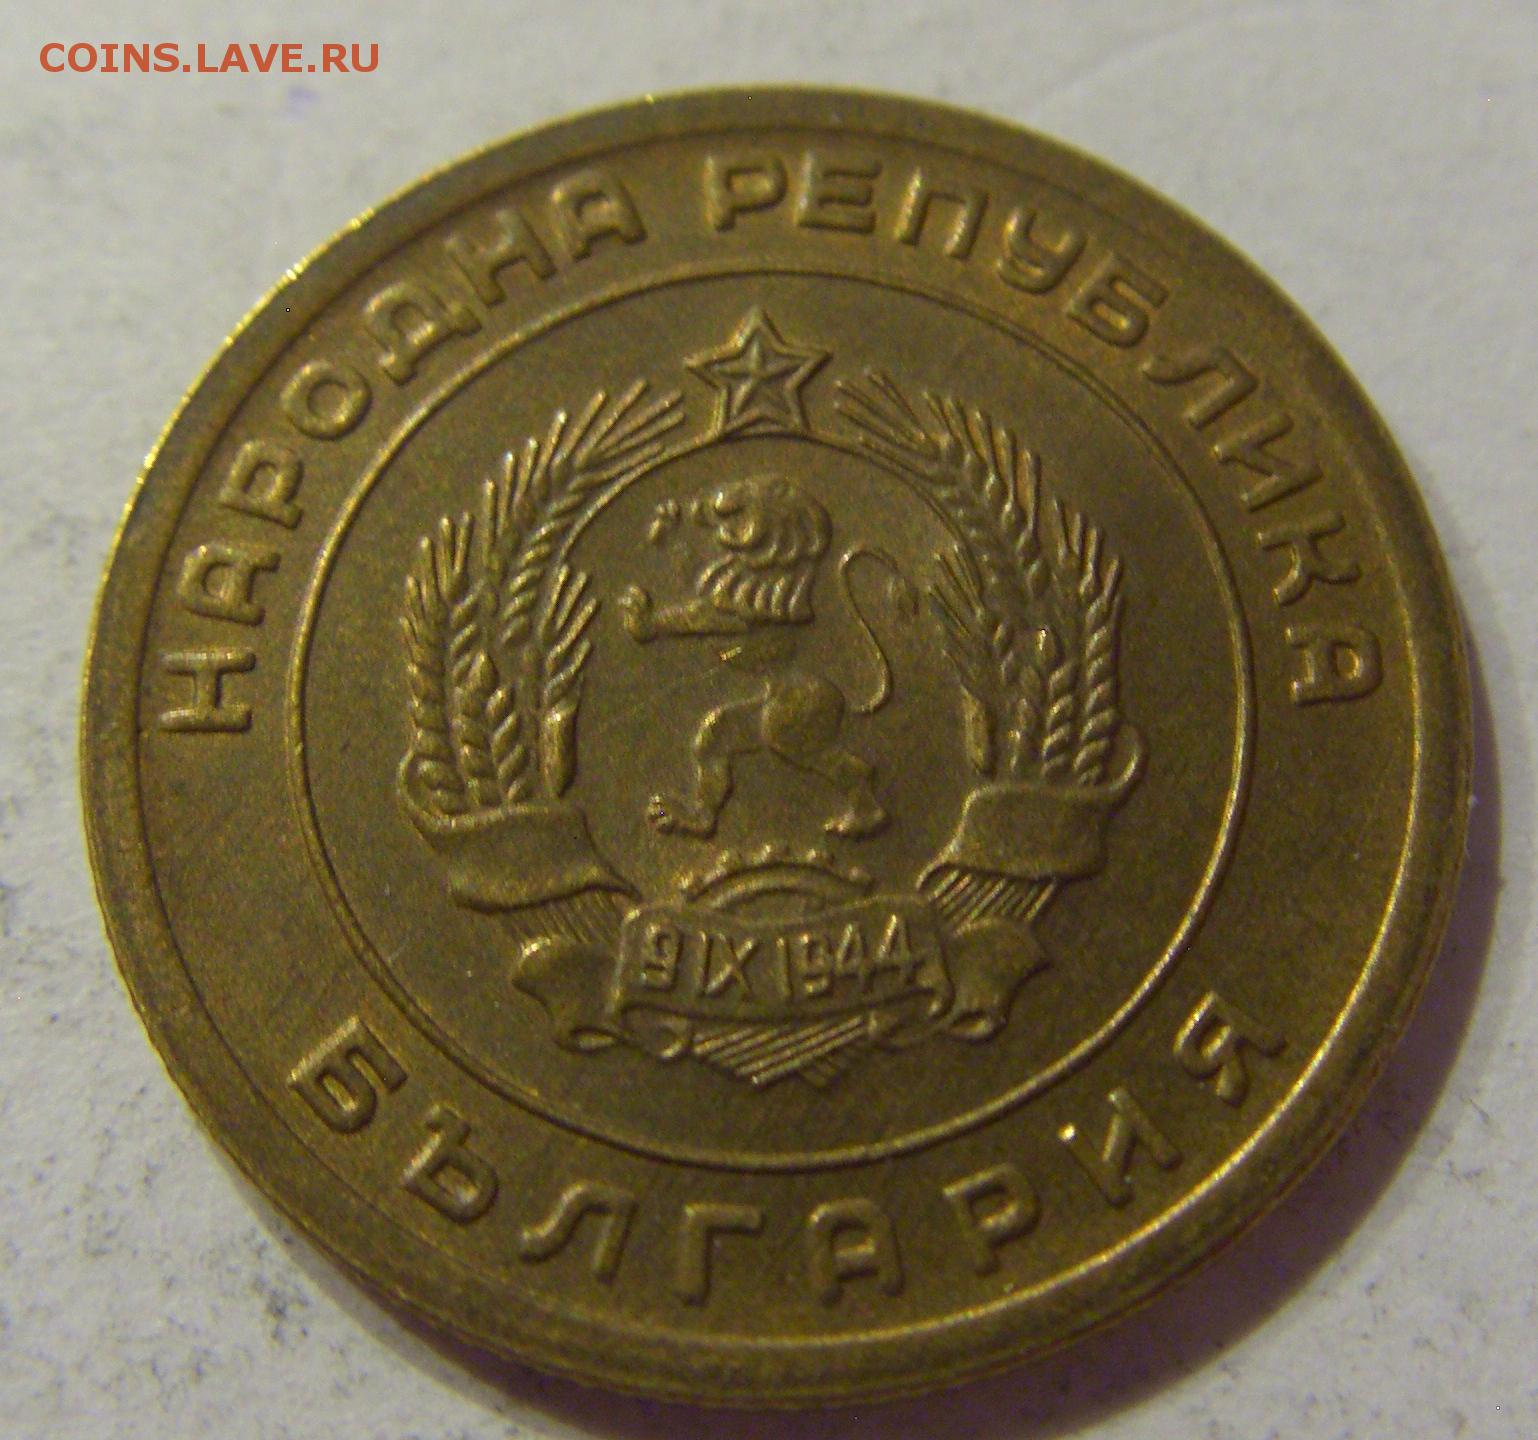 COINS.LAVE.RU
НАРОДНА РЕПУБЛИКА
9 IX 1944
БЪЛГАРИЯ